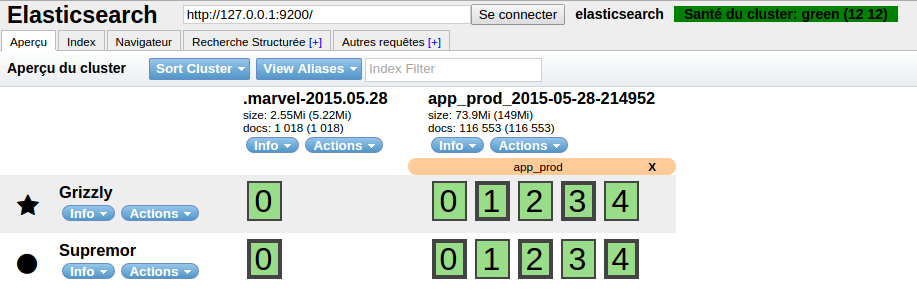 Elasticsearch http://127.0.0.1:9200/ Se connecter elasticsearch Santé du cluster: green (12 12)
Aperçu Index Navigateur Recherche Structurée [+] Autres requêtes [+]
Aperçu du cluster Sort Cluster View Aliases Index Filter
.marvel-2015.05.28 app_prod_2015-05-28-214952
size: 2.55Mi (5.22Mi) size: 73.9Mi (149Mi)
docs: 1 018 (1 018) docs: 116 553 (116 553)
Info Actions Info Actions
app_prod X
Grizzly
Info Actions 0 0 1 2 3 4
Supremor
Info Actions 0 0 1 2 3 4